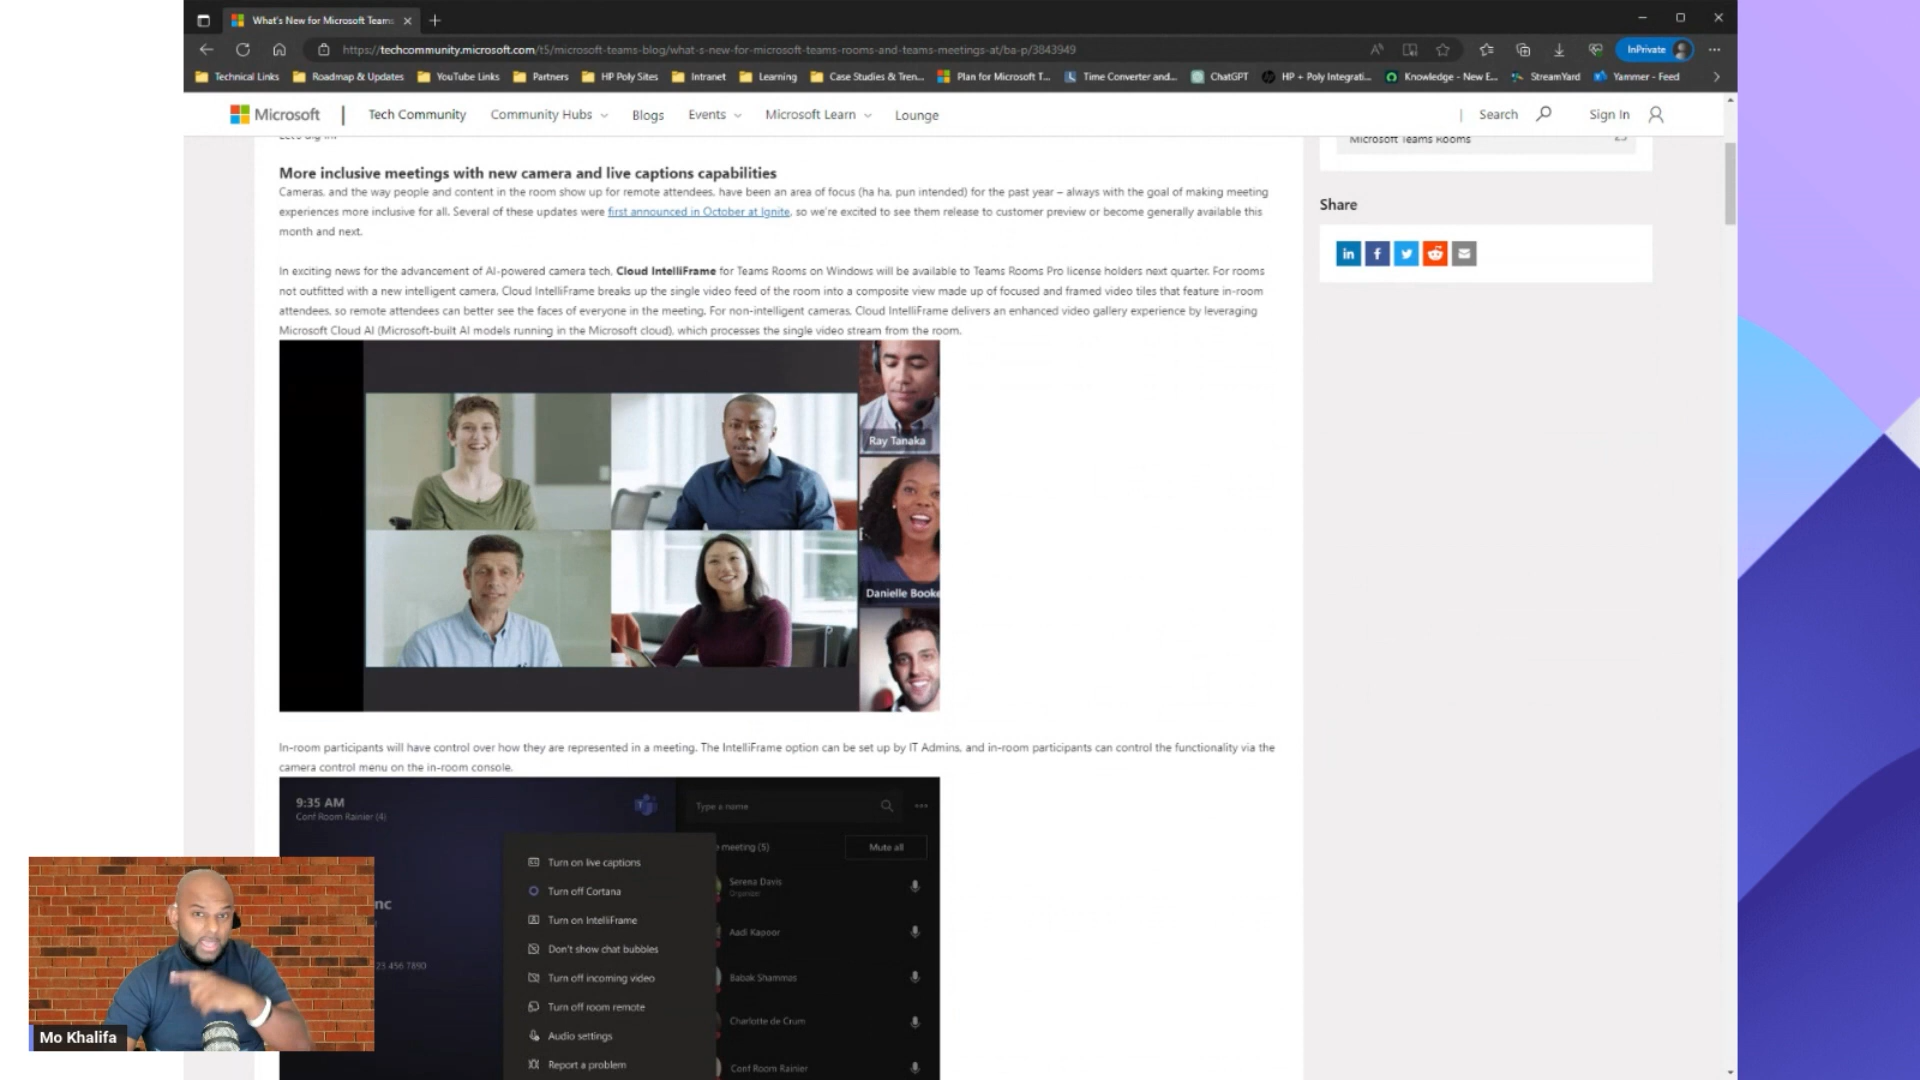 What's New for Microsoft Teams
https://techcommunity.microsoft.com/t5/microsoft-teams-blog/what-s-new-for-microsoft-teams-rooms-and-teams-meetings-at/ba-p/3843949
InPrivate
Technical Links Roadmap & Updates YouTube Links Partners HP Poly Sites Intranet Learning Case Studies & Tren... Plan for Microsoft T... Time Converter and... ChatGPT HP + Poly Integrati... Knowledge - New E... StreamYard Yammer - Feed
Microsoft | Tech Community Community Hubs Blogs Events Microsoft Learn Lounge | Search Sign In
Microsoft Teams Rooms
More inclusive meetings with new camera and live captions capabilities
Cameras, and the way people and content in the room show up for remote attendees, have been an area of focus (ha ha, pun intended) for the past year – always with the goal of making meeting
experiences more inclusive for all. Several of these updates were first announced in October at Ignite, so we're excited to see them release to customer preview or become generally available this
month and next.
Share
In exciting news for the advancement of AI-powered camera tech, Cloud IntelliFrame for Teams Rooms on Windows will be available to Teams Rooms Pro license holders next quarter. For rooms
not outfitted with a new intelligent camera, Cloud IntelliFrame breaks up the single video feed of the room into a composite view made up of focused and framed video tiles that feature in-room
attendees, so remote attendees can better see the faces of everyone in the meeting. For non-intelligent cameras, Cloud IntelliFrame delivers an enhanced video gallery experience by leveraging
Microsoft Cloud AI (Microsoft-built AI models running in the Microsoft cloud), which processes the single video stream from the room.
Ray Tanaka
Danielle Booke
In-room participants will have control over how they are represented in a meeting. The IntelliFrame option can be set up by IT Admins, and in-room participants can control the functionality via the
camera control menu on the in-room console.
9:35 AM
Conf Room Rainier (4)
Type a name
meeting (5)
Mute all
Turn on live captions
Turn off Cortana
Turn on IntelliFrame
Don't show chat bubbles
Turn off incoming video
Turn off room remote
Audio settings
Report a problem
Serena Davis
Organizer
Aadi Kapoor
Babak Shammas
Charlotte de Crum
Conf Room Rainier
nc
23 456 7890
Mo Khalifa